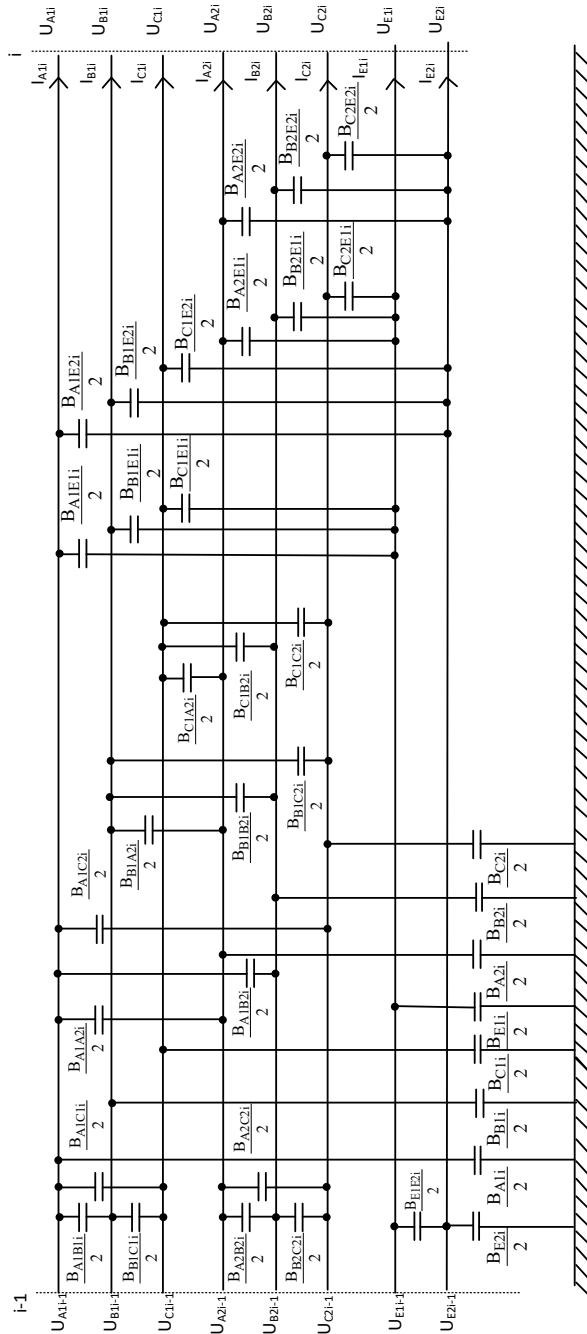 i-1
i
U_A1i-1
U_B1i-1
U_C1i-1
U_A2i-1
U_B2i-1
U_C2i-1
U_E1i-1
U_E2i-1
U_A1i
U_B1i
U_C1i
U_A2i
U_B2i
U_C2i
U_E1i
U_E2i
I_A1i
I_B1i
I_C1i
I_A2i
I_B2i
I_C2i
I_E1i
I_E2i
B_A1B1i
2
B_B1C1i
2
B_A1C1i
2
B_A2B2i
2
B_B2C2i
2
B_A2C2i
2
B_E1E2i
2
B_E2i
2
B_A1i
2
B_B1i
2
B_C1i
2
B_E1i
2
B_A2i
2
B_B2i
2
B_C2i
2
B_A1A2i
2
B_A1B2i
2
B_A1C2i
2
B_B1A2i
2
B_B1B2i
2
B_B1C2i
2
B_C1A2i
2
B_C1B2i
2
B_C1C2i
2
B_A1E1i
2
B_B1E1i
2
B_C1E1i
2
B_A1E2i
2
B_B1E2i
2
B_C1E2i
2
B_A2E1i
2
B_B2E1i
2
B_C2E1i
2
B_A2E2i
2
B_B2E2i
2
B_C2E2i
2